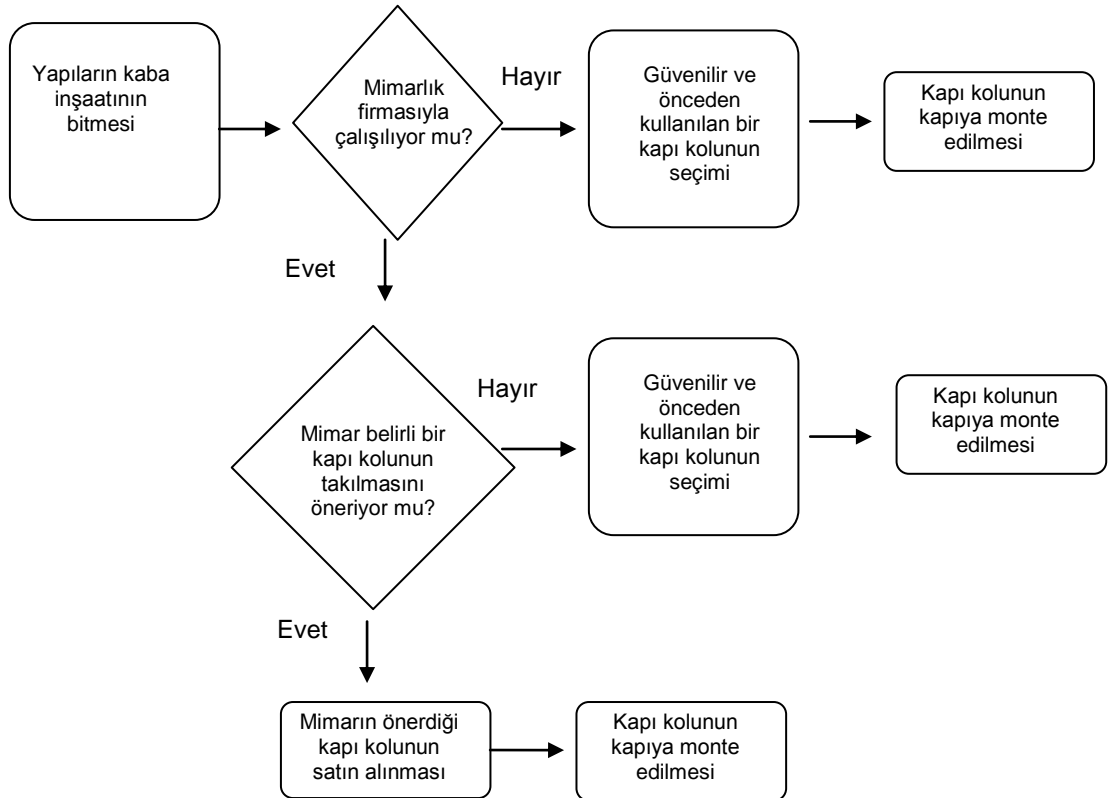 Yapıların kaba
inşaatının
bitmesi
Mimarlık
firmasıyla
çalışılıyor mu?
Hayır
Güvenilir ve
önceden
kullanılan bir
kapı kolunun
seçimi
Kapı kolunun
kapıya monte
edilmesi
Evet
Mimar belirli bir
kapı kolunun
takılmasını
öneriyor mu?
Hayır
Güvenilir ve
önceden
kullanılan bir
kapı kolunun
seçimi
Kapı kolunun
kapıya monte
edilmesi
Evet
Mimarın önerdiği
kapı kolunun
satın alınması
Kapı kolunun
kapıya monte
edilmesi